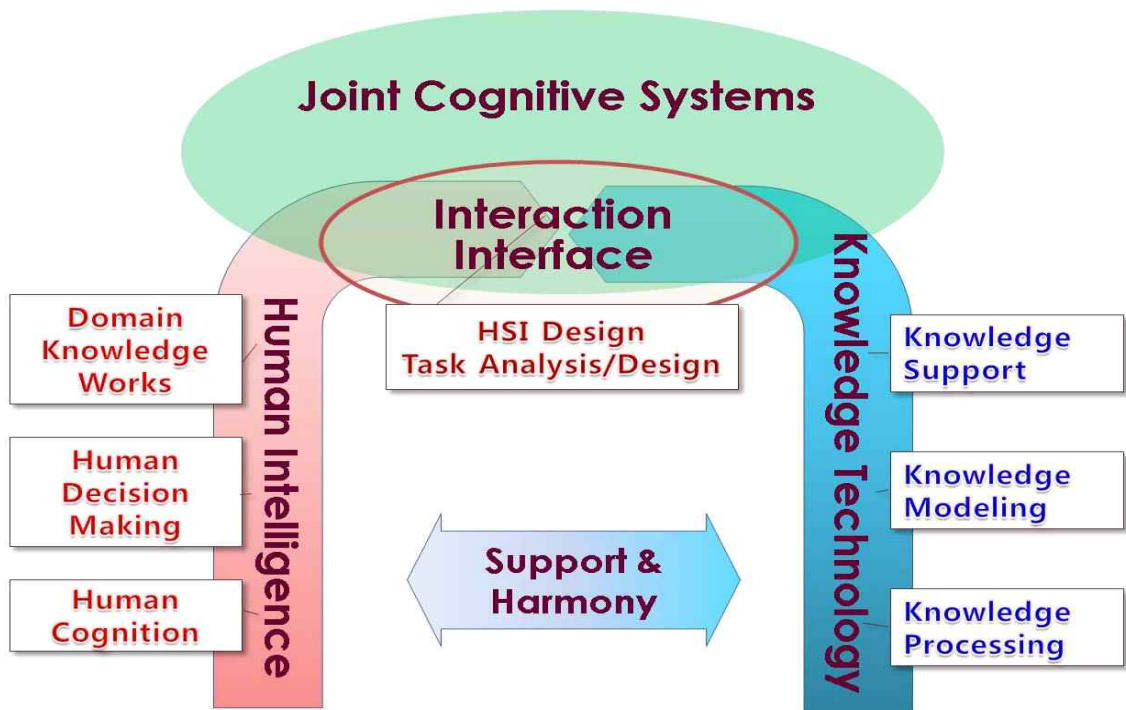 Joint Cognitive Systems
Interaction
Interface
HSI Design
Task Analysis/Design
Human Intelligence
Domain
Knowledge
Works
Human
Decision
Making
Human
Cognition
Support &
Harmony
Knowledge Technology
Knowledge
Support
Knowledge
Modeling
Knowledge
Processing